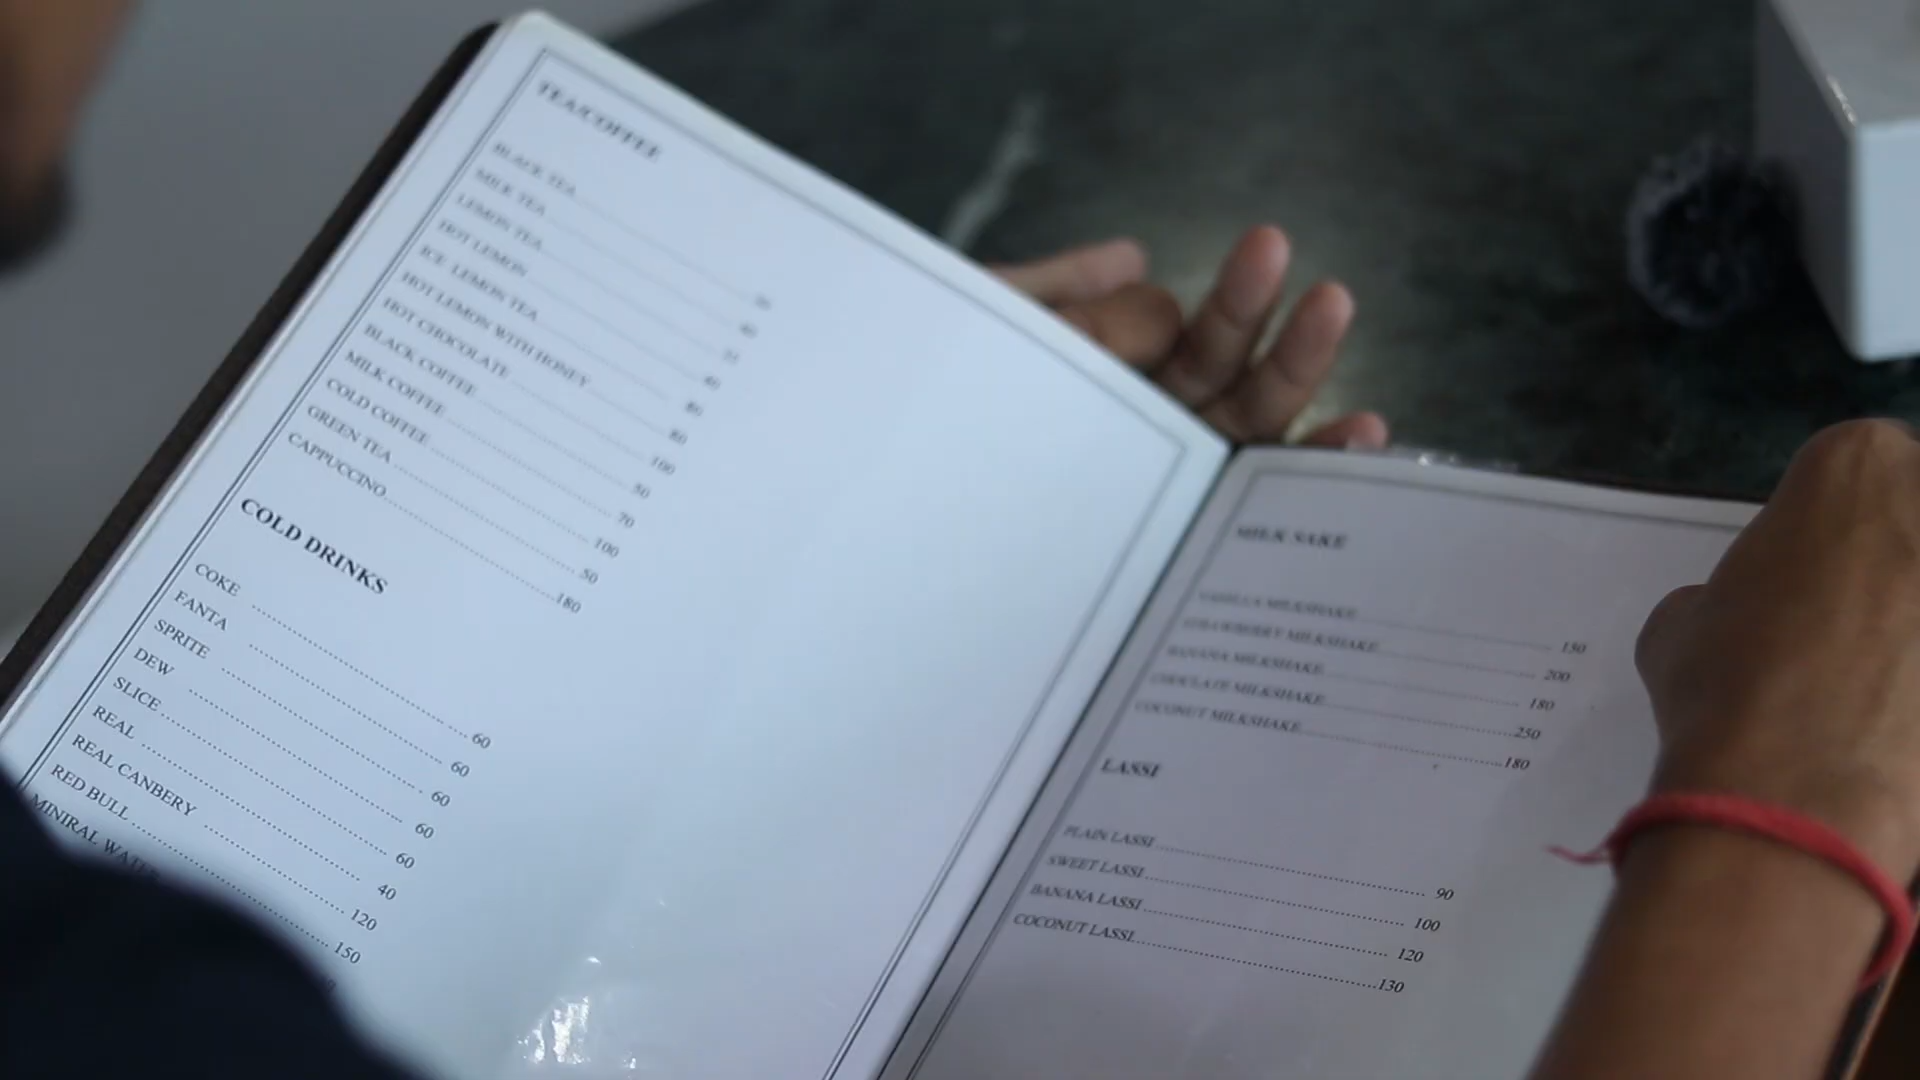 TEA/COFFEE
BLACK TEA
MILK TEA 40
LEMON TEA
HOT LEMON 40
ICE LEMON TEA 80
HOT LEMON WITH HONEY 80
HOT CHOCOLATE 100
BLACK COFFEE 50
MILK COFFEE 70
COLD COFFEE 100
GREEN TEA 50
CAPPUCCINO 180
COLD DRINKS
COKE 60
FANTA 60
SPRITE 60
DEW 60
SLICE 60
REAL 40
REAL CANBERY 120
RED BULL 150
MINIRAL WATER
MILK SAKE
VANILLA MILKSHAKE 150
STRAWBERRY MILKSHAKE 200
BANANA MILKSHAKE 180
CHOCLATE MILKSHAKE 250
COCONUT MILKSHAKE 180
LASSI
PLAIN LASSI 90
SWEET LASSI 100
BANANA LASSI 120
COCONUT LASSI 130